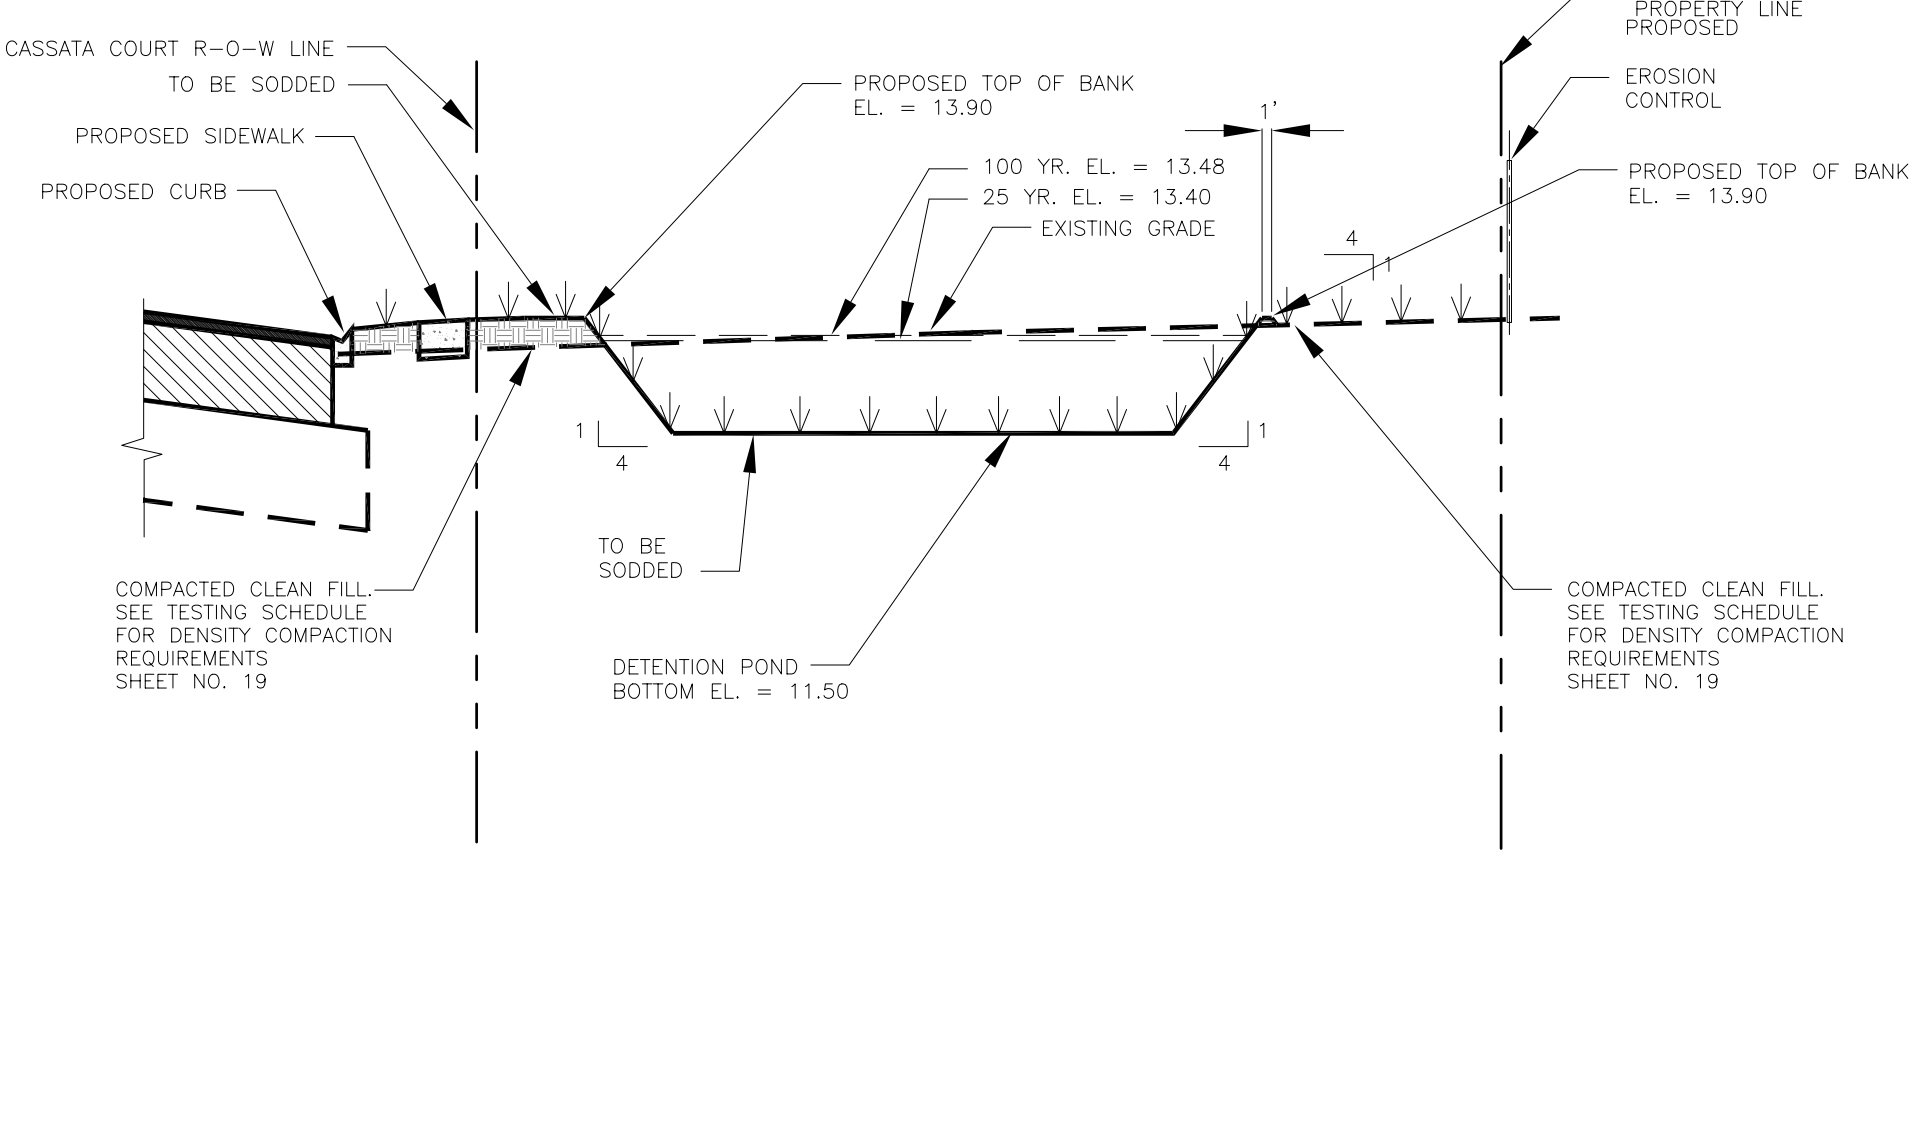 CASSATA COURT R-O-W LINE
TO BE SODDED
PROPOSED SIDEWALK
PROPOSED CURB
PROPOSED TOP OF BANK
EL. = 13.90
100 YR. EL. = 13.48
25 YR. EL. = 13.40
EXISTING GRADE
1'
PROPERTY LINE
PROPOSED
EROSION
CONTROL
PROPOSED TOP OF BANK
EL. = 13.90
4
1
1
4
1
4
TO BE
SODDED
COMPACTED CLEAN FILL.
SEE TESTING SCHEDULE
FOR DENSITY COMPACTION
REQUIREMENTS
SHEET NO. 19
DETENTION POND
BOTTOM EL. = 11.50
COMPACTED CLEAN FILL.
SEE TESTING SCHEDULE
FOR DENSITY COMPACTION
REQUIREMENTS
SHEET NO. 19